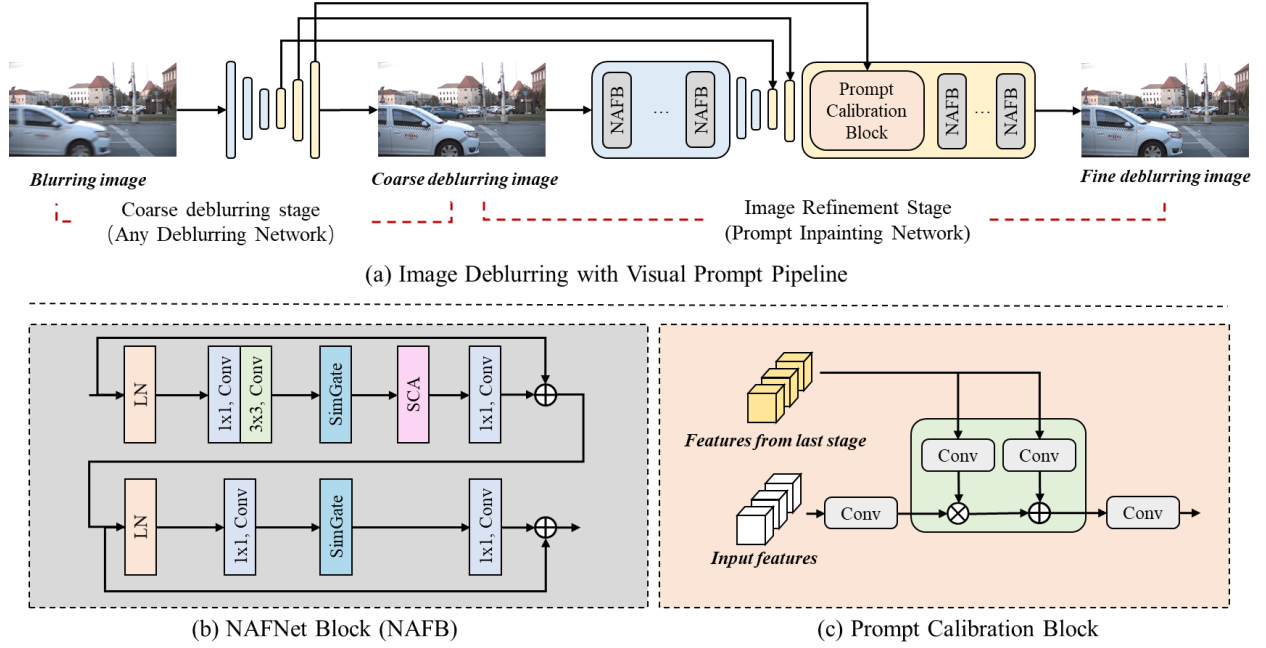 NAFB
...
NAFB
Prompt
Calibration
Block
NAFB
...
NAFB
Blurring image
Coarse deblurring image
Fine deblurring image
Coarse deblurring stage
(Any Deblurring Network)
Image Refinement Stage
(Prompt Inpainting Network)
(a) Image Deblurring with Visual Prompt Pipeline
LN
1x1, Conv
3x3, Conv
SimGate
SCA
1x1, Conv
LN
1x1, Conv
SimGate
1x1, Conv
(b) NAFNet Block (NAFB)
Features from last stage
Conv
Conv
Input features
Conv
Conv
(c) Prompt Calibration Block